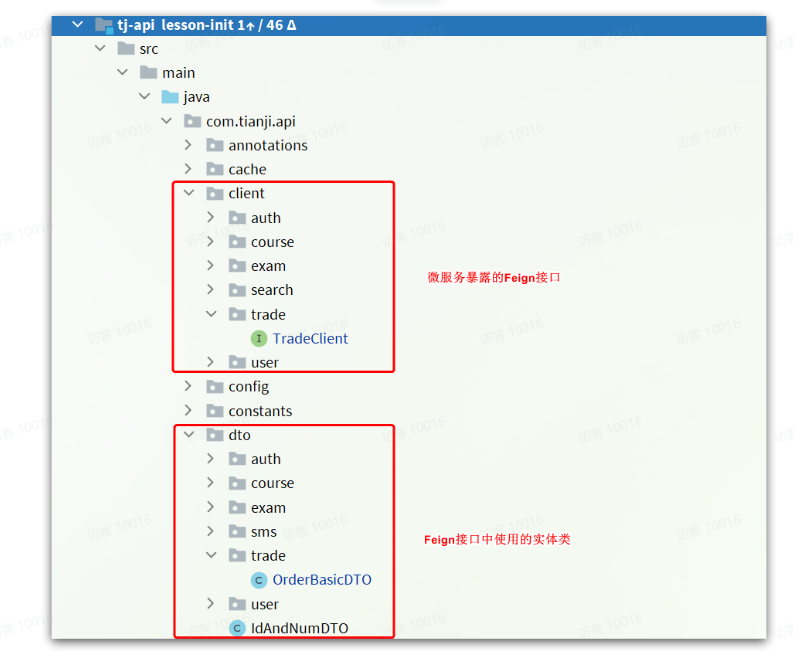 tj-api lesson-init 1↑ / 46 Δ
src
main
java
com.tianji.api
annotations
cache
client
auth
course
exam
search
trade
TradeClient
user
微服务暴露的Feign接口
config
constants
dto
auth
course
exam
sms
trade
OrderBasicDTO
user
IdAndNumDTO
Feign接口中使用的实体类
访客 10016